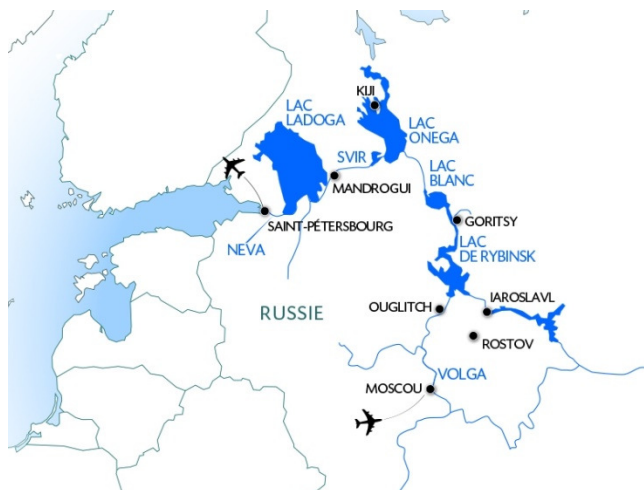 KIJI
LAC
LADOGA
LAC
ONEGA
SVIR
MANDROGUI
LAC
BLANC
SAINT-PÉTERSBOURG
GORITSY
NEVA
LAC
DE RYBINSK
OUGLITCH
IAROSLAVL
RUSSIE
ROSTOV
MOSCOU
VOLGA